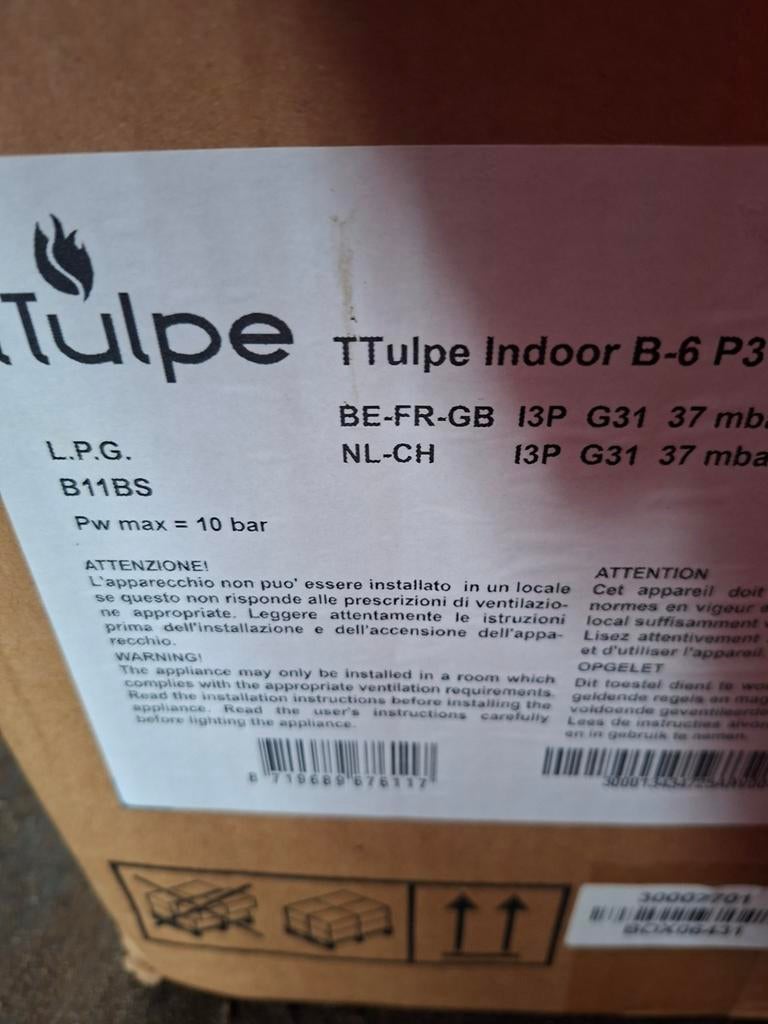 TTulpe
TTulpe Indoor B-6 P3
BE-FR-GB I3P G31 37 mba
NL-CH I3P G31 37 mba
L.P.G.
B11BS
Pw max = 10 bar
ATTENZIONE!
L'apparecchio non puo' essere installato in un locale
se questo non risponde alle prescrizioni di ventilazio-
ne appropriate. Leggere attentamente le istruzioni
prima dell'installazione e dell'accensione dell'appa-
recchio.
WARNING!
The appliance may only be installed in a room which
complies with the appropriate ventilation requirements.
Read the installation instructions before installing the
appliance. Read the user's instructions carefully
before lighting the appliance.
ATTENTION
Cet appareil doit
normes en vigueur e
local suffisamment
Lisez attentivement
et d'utiliser l'appareil.
OPGELET
Dit toestel dient te wo
geldende regels en mag
voldoende geventileerde
Lees de instructies
en in gebruik te nemen.
8 719689 676117
30002701
BOX06431